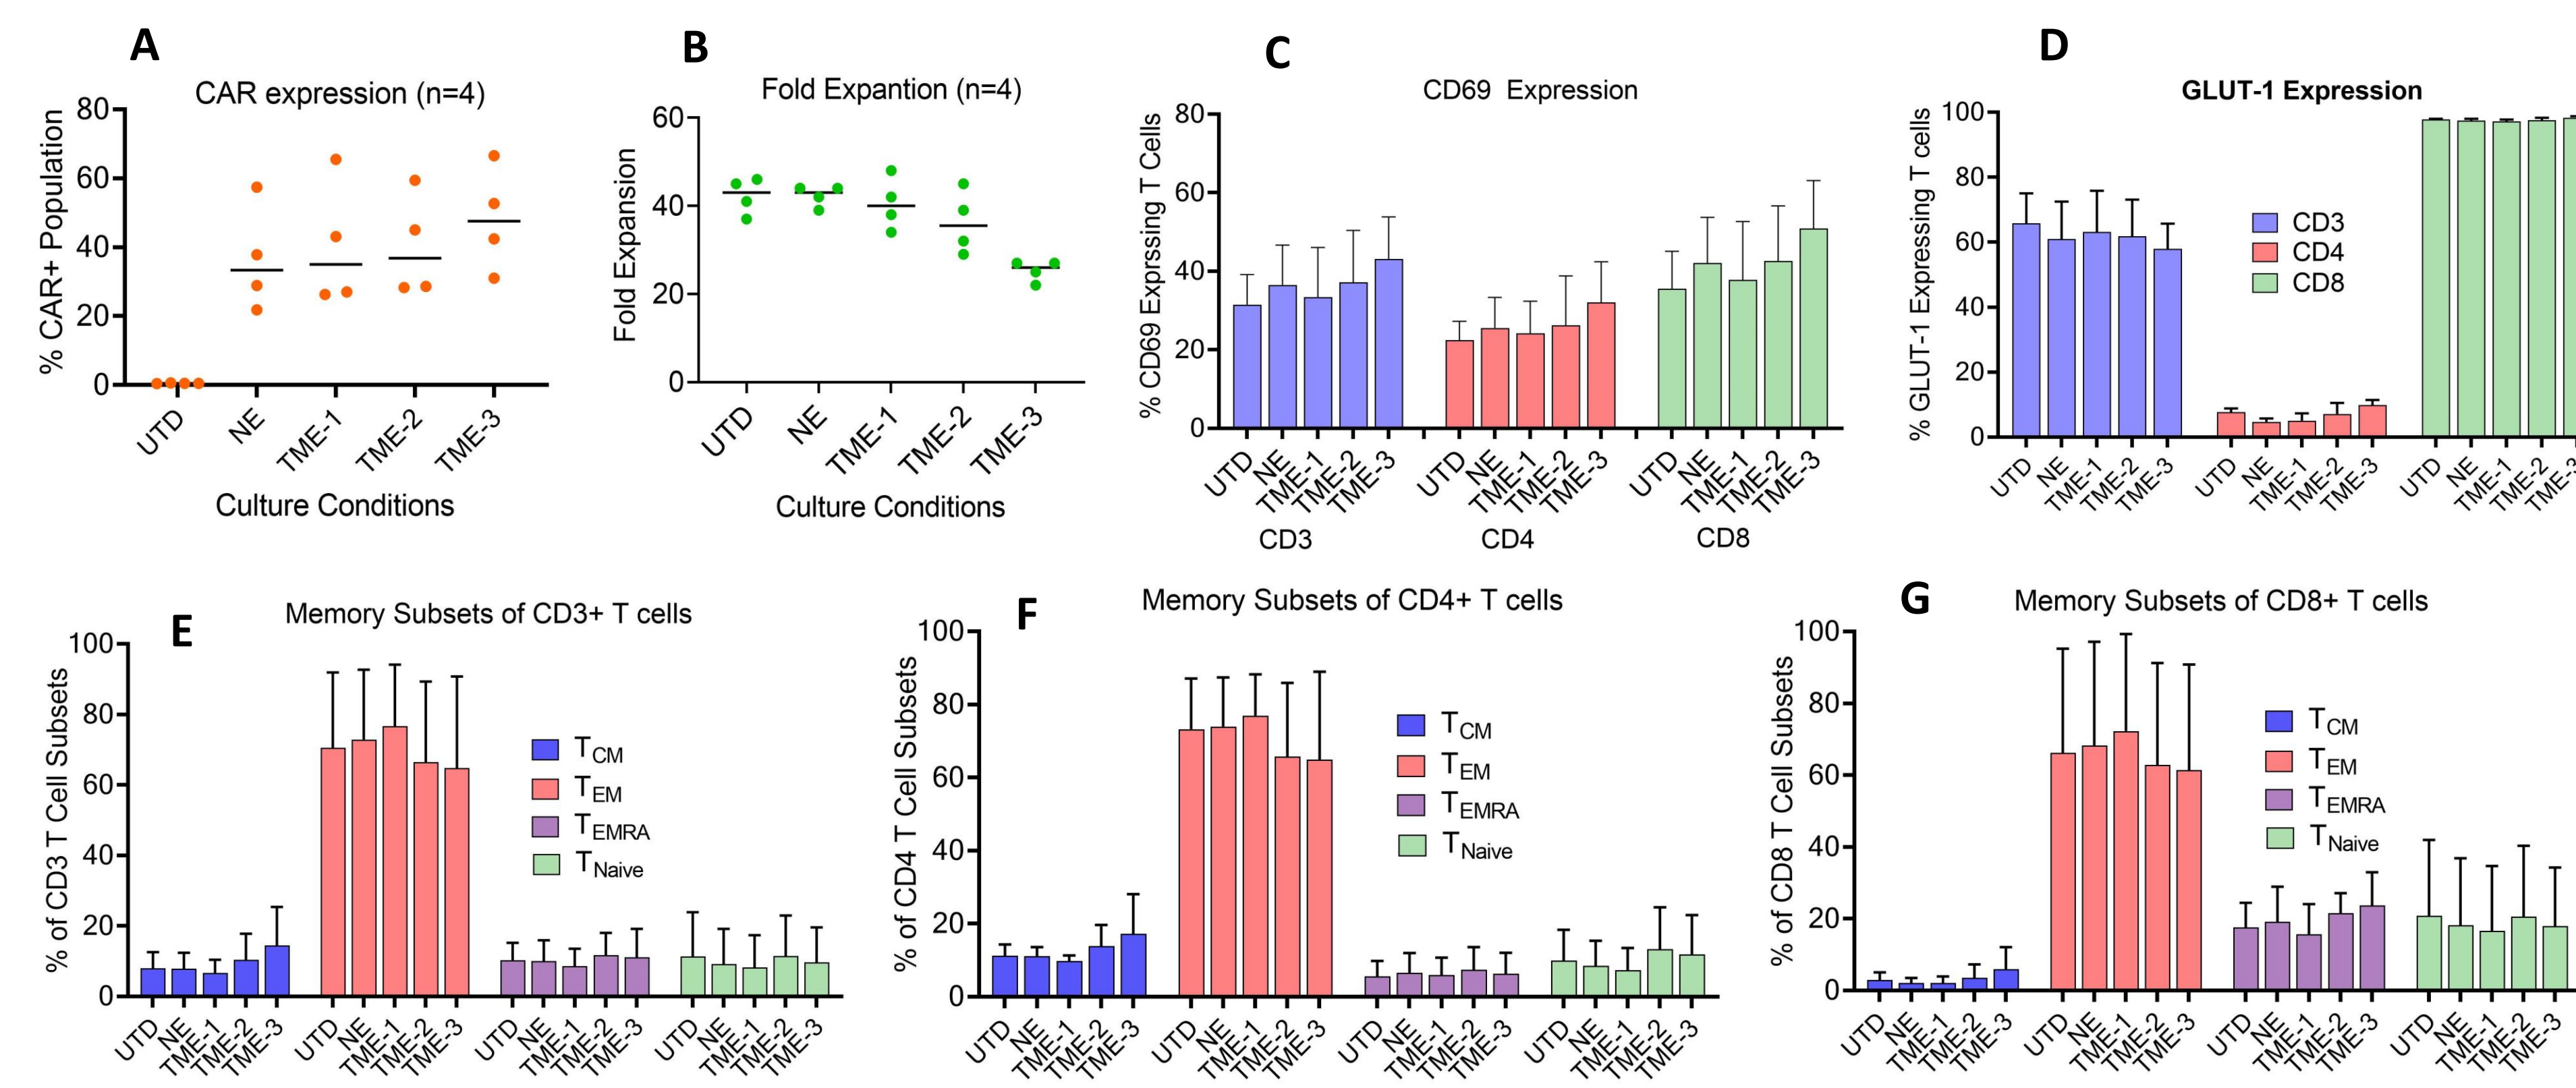 A
CAR expression (n=4)
% CAR+ Population
80
60
40
20
0
UTD
NE
TME-1
TME-2
TME-3
Culture Conditions
B
Fold Expantion (n=4)
Fold Expansion
60
40
20
0
UTD
NE
TME-1
TME-2
TME-3
Culture Conditions
C
CD69 Expression
% CD69 Exprssing T Cells
80
60
40
20
0
UTD
NE
TME-1
TME-2
TME-3
UTD
NE
TME-1
TME-2
TME-3
UTD
NE
TME-1
TME-2
TME-3
CD3
CD4
CD8
D
GLUT-1 Expression
% GLUT-1 Expressing T cells
100
80
60
40
20
0
CD3
CD4
CD8
UTD
NE
TME-1
TME-2
TME-3
UTD
NE
TME-1
TME-2
TME-3
UTD
NE
TME-1
TME-2
TME-3
E
Memory Subsets of CD3+ T cells
% of CD3 T Cell Subsets
100
80
60
40
20
0
TCM
TEM
TEMRA
TNaive
UTD
NE
TME-1
TME-2
TME-3
UTD
NE
TME-1
TME-2
TME-3
UTD
NE
TME-1
TME-2
TME-3
UTD
NE
TME-1
TME-2
TME-3
F
Memory Subsets of CD4+ T cells
% of CD4 T Cell Subsets
100
80
60
40
20
0
TCM
TEM
TEMRA
TNaive
UTD
NE
TME-1
TME-2
TME-3
UTD
NE
TME-1
TME-2
TME-3
UTD
NE
TME-1
TME-2
TME-3
UTD
NE
TME-1
TME-2
TME-3
G
Memory Subsets of CD8+ T cells
% of CD8 T Cell Subsets
100
80
60
40
20
0
TCM
TEM
TEMRA
TNaive
UTD
NE
TME-1
TME-2
TME-3
UTD
NE
TME-1
TME-2
TME-3
UTD
NE
TME-1
TME-2
TME-3
UTD
NE
TME-1
TME-2
TME-3